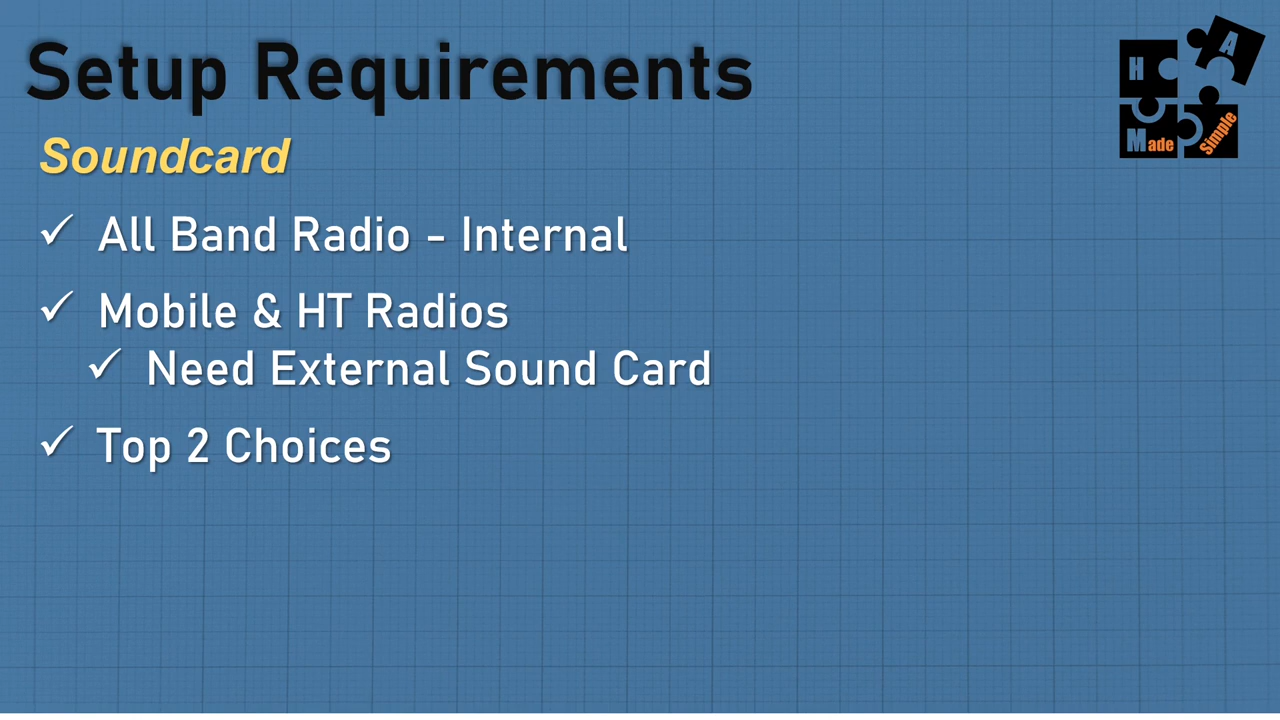 Setup Requirements
Soundcard
✓ All Band Radio - Internal
✓ Mobile & HT Radios
✓ Need External Sound Card
✓ Top 2 Choices
H A
Made Simple